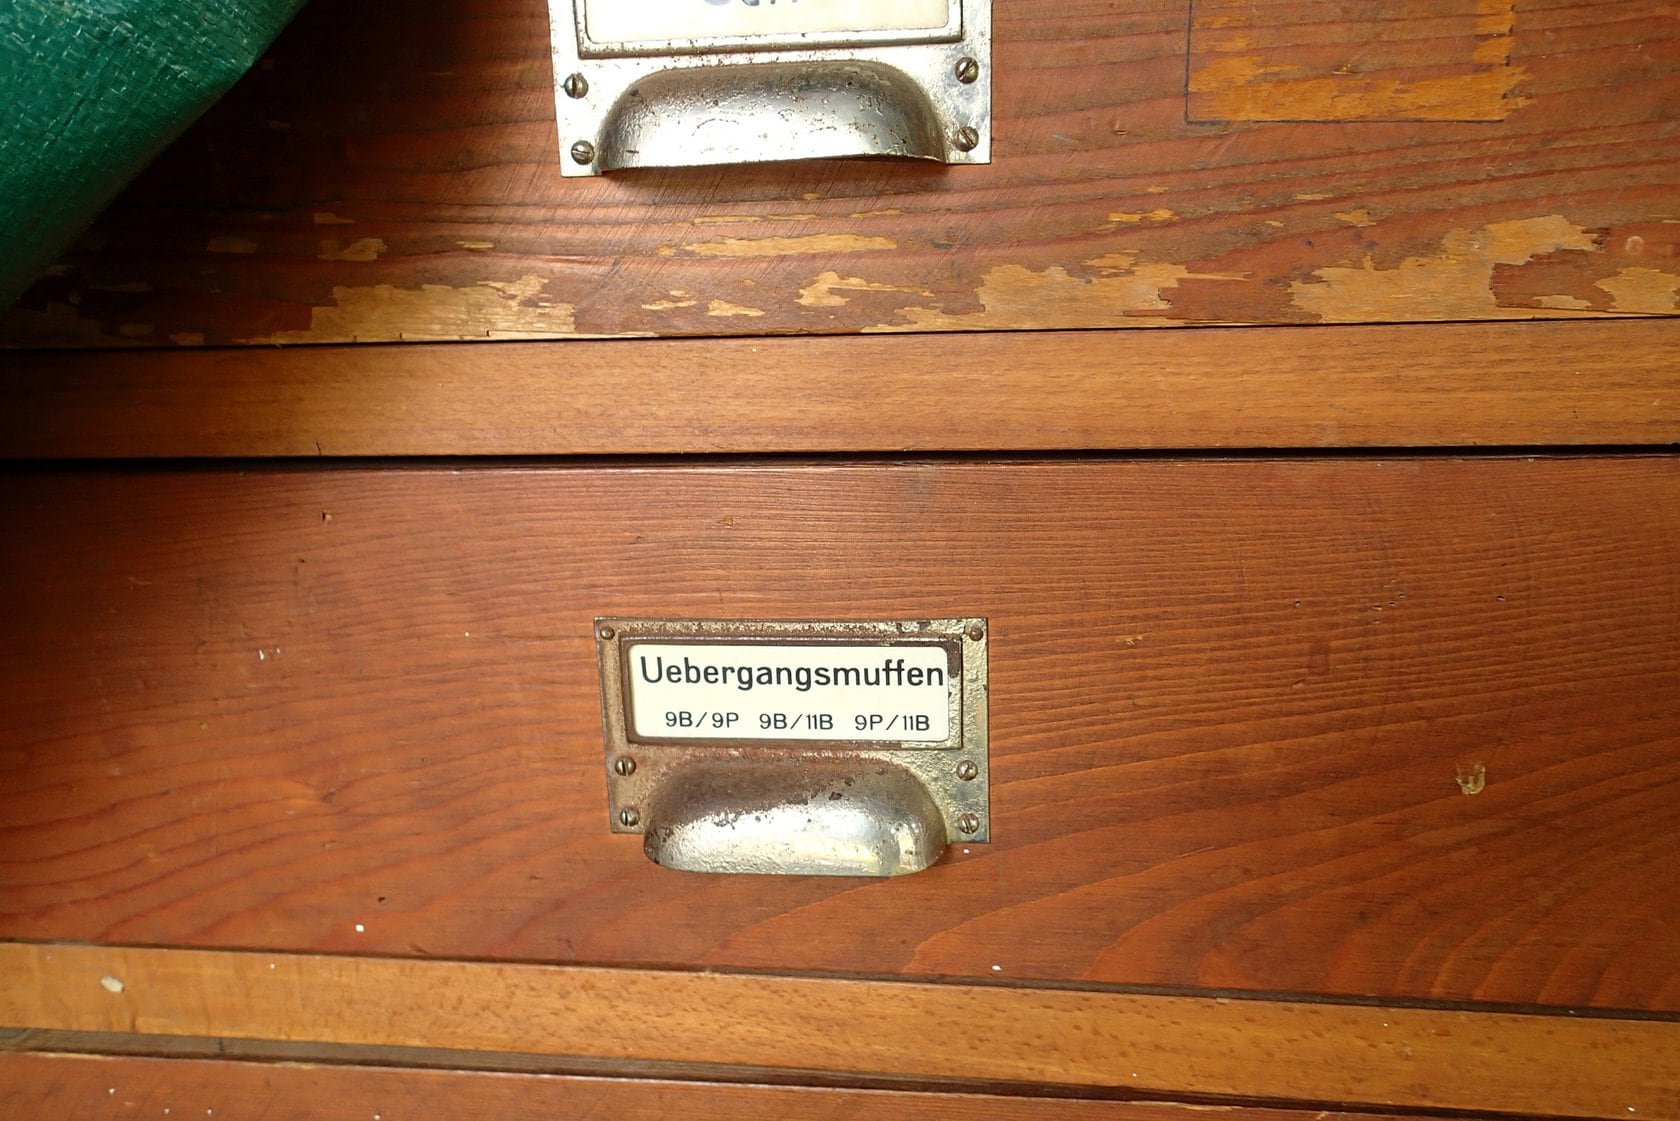 Uebergangsmuffen
9B/9P 9B/11B 9P/11B